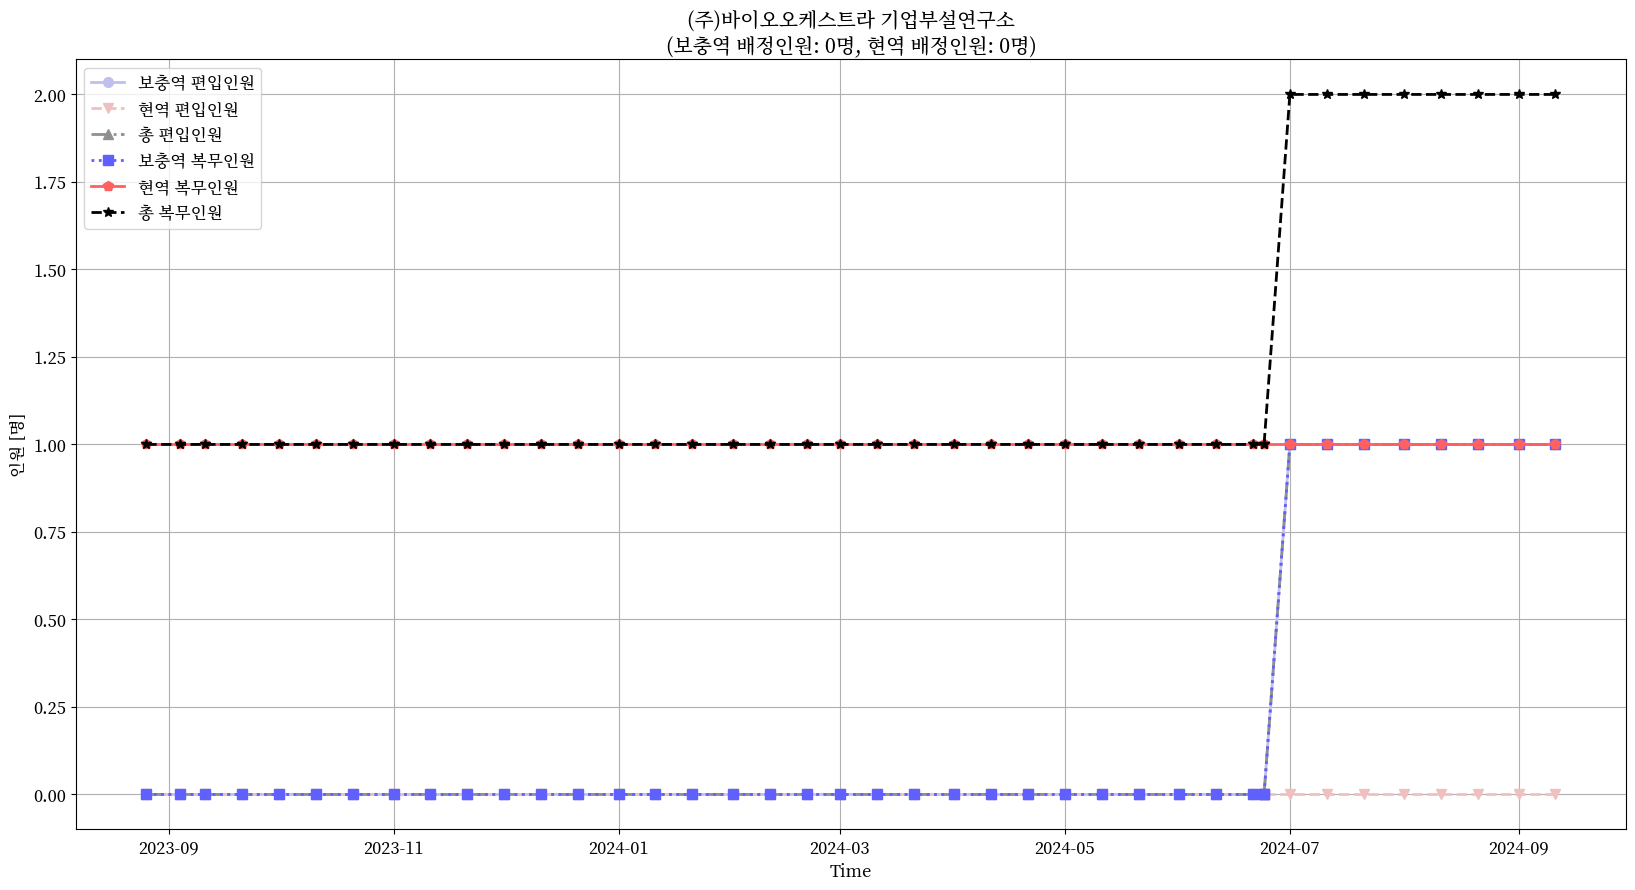 (주)바이오오케스트라 기업부설연구소
(보충역 배정인원: 0명, 현역 배정인원: 0명)
보충역 편입인원
현역 편입인원
총 편입인원
보충역 복무인원
현역 복무인원
총 복무인원
2.00
1.75
1.50
1.25
1.00
0.75
0.50
0.25
0.00
인원 [명]
2023-09 2023-11 2024-01 2024-03 2024-05 2024-07 2024-09
Time